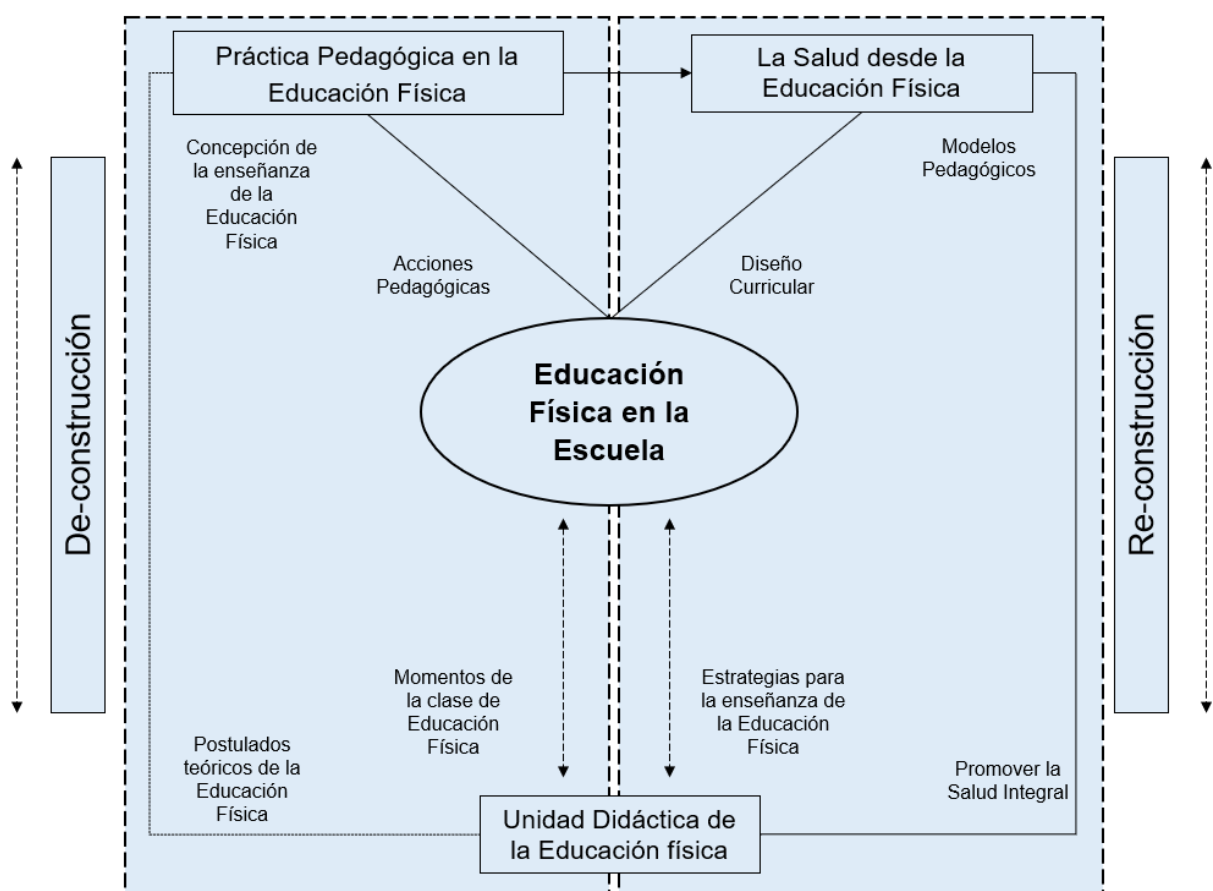 Práctica Pedagógica en la
Educación Física
La Salud desde la
Educación Física
Concepción de
la enseñanza
de la
Educación
Física
Modelos
Pedagógicos
Acciones
Pedagógicas
Diseño
Curricular
De-construcción
Educación
Física en la
Escuela
Re-construcción
Momentos de
la clase de
Educación
Física
Estrategias para
la enseñanza de
la Educación
Física
Postulados
teóricos de la
Educación
Física
Promover la
Salud Integral
Unidad Didáctica de
la Educación física